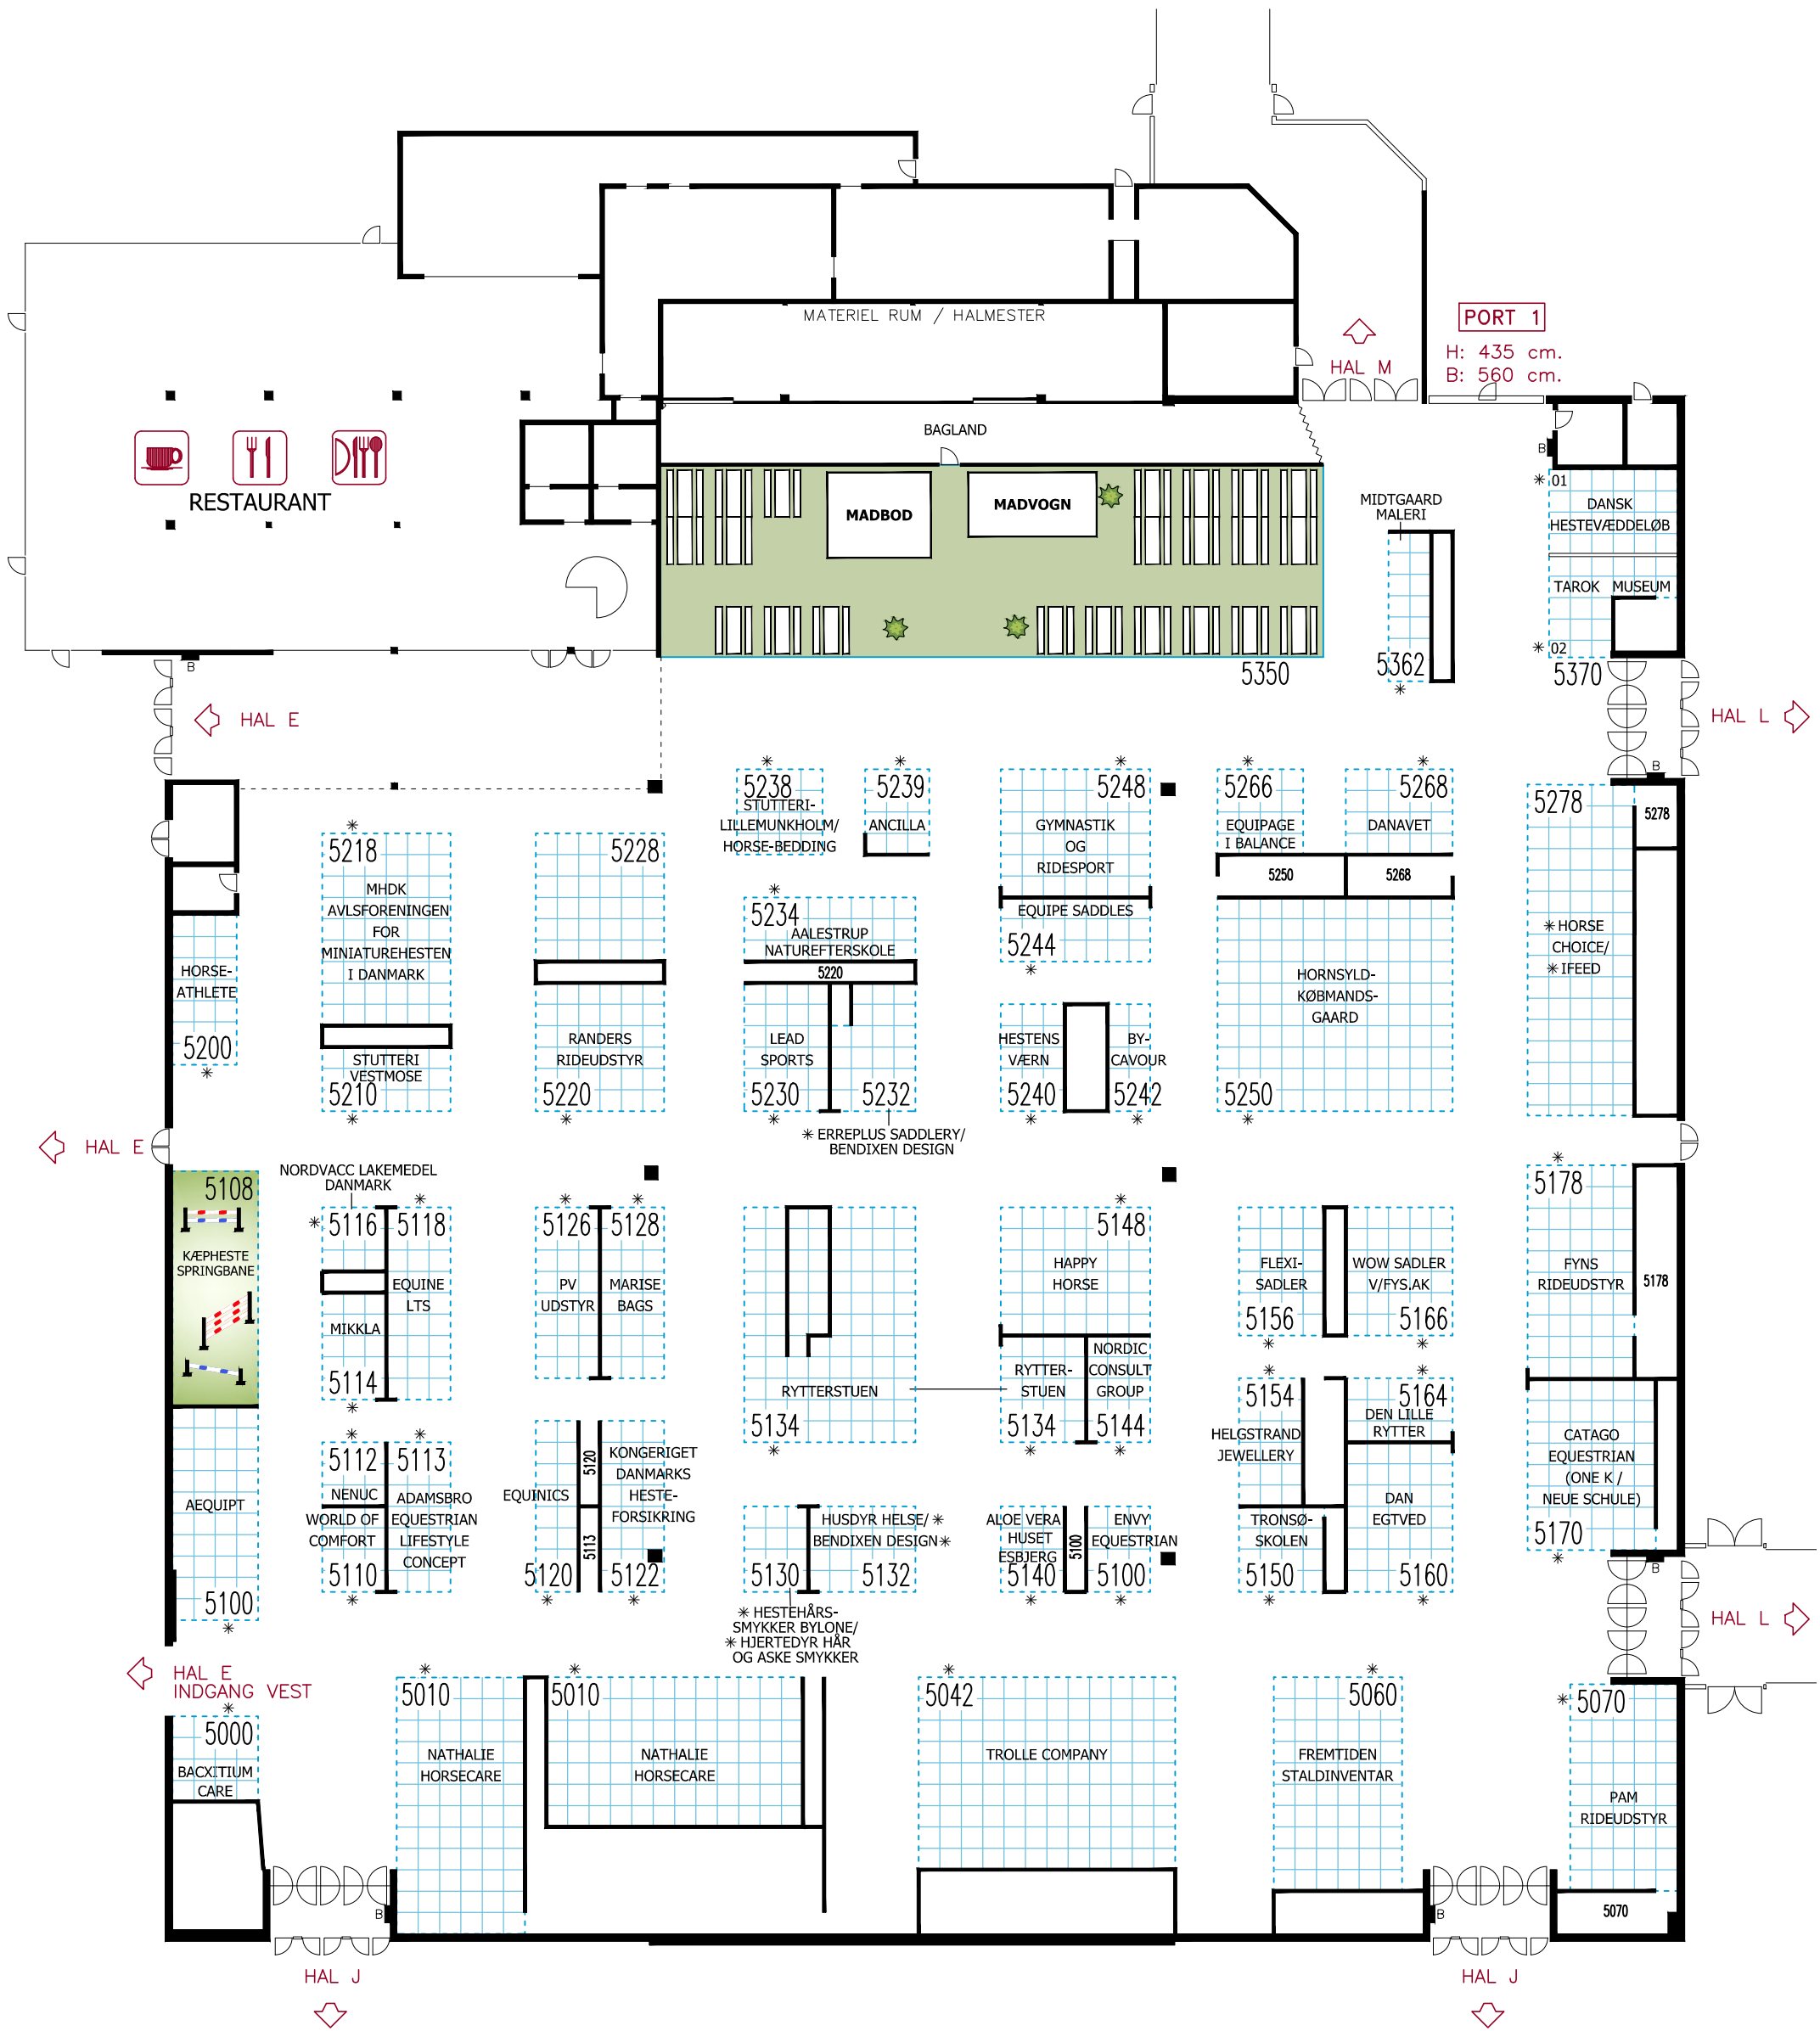 MATERIEL RUM / HALMESTER
PORT 1
H: 435 cm.
B: 560 cm.
HAL M
BAGLAND
RESTAURANT
MADBOD
MADVOGN
MIDTGAARD
MALERI
B
01
DANSK
HESTEVÆDDELØB
TAROK MUSEUM
02
5350
5362
5370
B
HAL E
HAL L
B
5238
STUTTERI-
LILLEMUNKHOLM/
HORSE-BEDDING
5239
ANCILLA
5248
GYMNASTIK
OG
RIDESPORT
5266
EQUIPAGE
I BALANCE
5268
DANAVET
5250
5268
5278
5278
HORSE
CHOICE/
IFEED
5218
MHDK
AVLSFORENINGEN
FOR
MINIATUREHESTEN
I DANMARK
5228
5234
AALESTRUP
NATUREFTERSKOLE
5220
EQUIPE SADDLES
5244
HORSE-
ATHLETE
5200
STUTTERI
VESTMOSE
5210
RANDERS
RIDEUDSTYR
5220
LEAD
SPORTS
5230
5232
ERREPLUS SADDLERY/
BENDIXEN DESIGN
HESTENS
VÆRN
5240
BY-
CAVOUR
5242
HORNSYLD-
KØBMANDS-
GAARD
5250
HAL E
5108
KÆPHESTE
SPRINGBANE
NORDVACC LAKEMEDEL
DANMARK
5116
5118
EQUINE
LTS
MIKKLA
5114
5126
PV
UDSTYR
5128
MARISE
BAGS
RYTTERSTUEN
5134
5148
HAPPY
HORSE
RYTTER-
STUEN
5134
NORDIC
CONSULT
GROUP
5144
FLEXI-
SADLER
5156
WOW SADLER
V/FYS.AK
5166
5178
FYNS
RIDEUDSTYR
5178
AEQUIPT
5100
5112
NENUC
5113
ADAMSBRO
EQUESTRIAN
LIFESTYLE
CONCEPT
WORLD OF
COMFORT
5110
EQUINICS
5120
5120
5113
KONGERIGET
DANMARKS
HESTE-
FORSIKRING
5122
5130
HUSDYR HELSE/
BENDIXEN DESIGN
5132
HESTEHÅRS-
SMYKKER BYLONE/
HJERTEDYR HÅR
OG ASKE SMYKKER
ALOE VERA
HUSET
ESBJERG
5140
5100
ENVY
EQUESTRIAN
5100
5154
HELGSTRAND
JEWELLERY
5164
DEN LILLE
RYTTER
TRONSØ-
SKOLEN
5150
DAN
EGTVED
5160
CATAGO
EQUESTRIAN
(ONE K /
NEUE SCHULE)
5170
B
HAL L
HAL E
INDGANG VEST
5000
BACXITIUM
CARE
5010
NATHALIE
HORSECARE
5010
NATHALIE
HORSECARE
5042
TROLLE COMPANY
5060
FREMTIDEN
STALDINVENTAR
5070
PAM
RIDEUDSTYR
5070
B
B
HAL J
HAL J